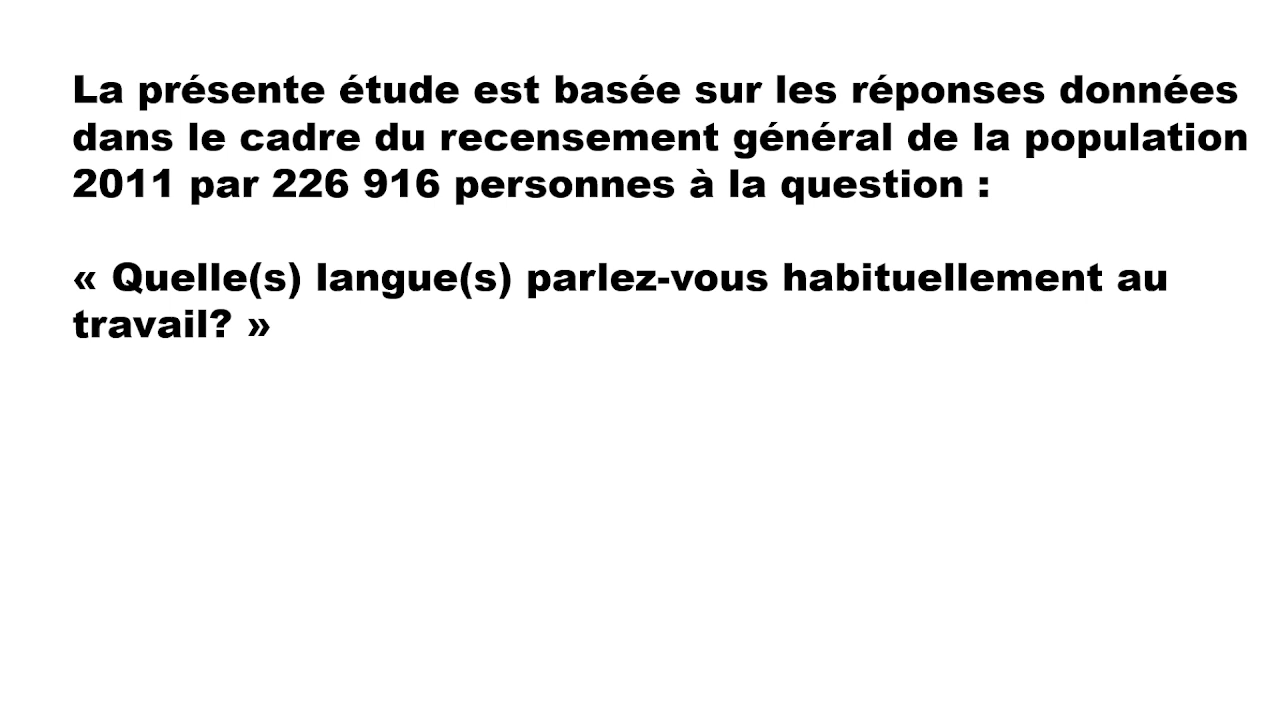 La présente étude est basée sur les réponses données
dans le cadre du recensement général de la population
2011 par 226 916 personnes à la question :
« Quelle(s) langue(s) parlez-vous habituellement au
travail? »